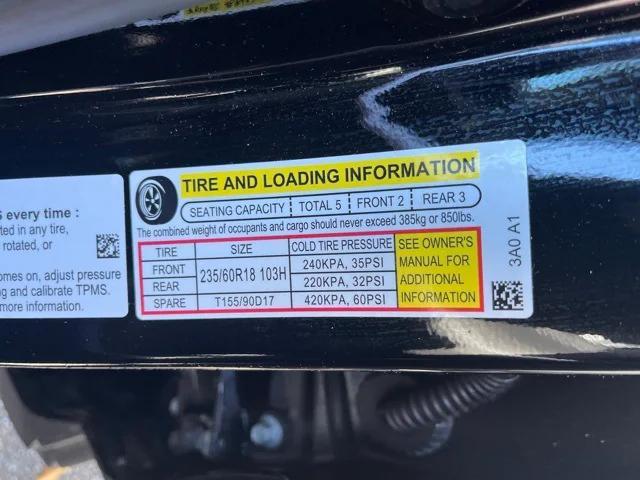 S every time :
ted in any tire,
rotated, or
omes on, adjust pressure
ng and calibrate TPMS.
TIRE AND LOADING INFORMATION
SEATING CAPACITY TOTAL 5 FRONT 2 REAR 3
The combined weight of occupants and cargo should never exceed 385kg or 850lbs.
TIRE SIZE COLD TIRE PRESSURE SEE OWNER'S MANUAL FOR ADDITIONAL INFORMATION
FRONT 235/60R18 103H 240KPA, 35PSI
REAR 220KPA, 32PSI
SPARE T155/90D17 420KPA, 60PSI
3A0 A1